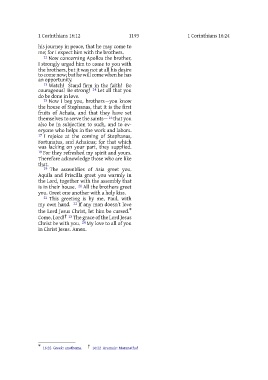 1 Corinthians 16:12 1195 1 Corinthians 16:24
his journey in peace, that he may come to
me; for I expect him with the brothers.
12 Now concerning Apollos the brother,
I strongly urged him to come to you with
the brothers, but it was not at all his desire
to come now; but he will come when he has
an opportunity.
13 Watch! Stand firm in the faith! Be
courageous! Be strong! 14 Let all that you
do be done in love.
15 Now I beg you, brothers—you know
the house of Stephanas, that it is the first
fruits of Achaia, and that they have set
themselves to serve the saints— 16 that you
also be in subjection to such, and to ev-
eryone who helps in the work and labors.
17 I rejoice at the coming of Stephanas,
Fortunatus, and Achaicus; for that which
was lacking on your part, they supplied.
18 For they refreshed my spirit and yours.
Therefore acknowledge those who are like
that.
19 The assemblies of Asia greet you.
Aquila and Priscilla greet you warmly in
the Lord, together with the assembly that
is in their house. 20 All the brothers greet
you. Greet one another with a holy kiss.
21 This greeting is by me, Paul, with
my own hand. 22 If any man doesn't love
the Lord Jesus Christ, let him be cursed.*
Come, Lord!† 23 The grace of the Lord Jesus
Christ be with you. 24 My love to all of you
in Christ Jesus. Amen.
* 16:22 Greek: anathema. † 16:22 Aramaic: Maranatha!